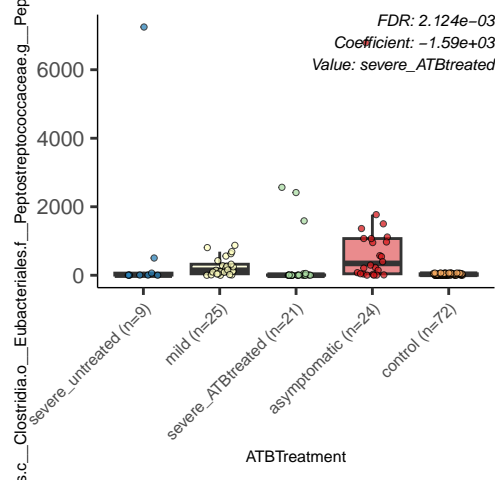 FDR: 2.124e−03
Coefficient: −1.59e+03
Value: severe_ATBtreated
s.c__Clostridia.o__Eubacteriales.f__Peptostreptococcaceae.g__Pep
6000
4000
2000
0
severe_untreated (n=9)
mild (n=25)
severe_ATBtreated (n=21)
asymptomatic (n=24)
control (n=72)
ATBTreatment